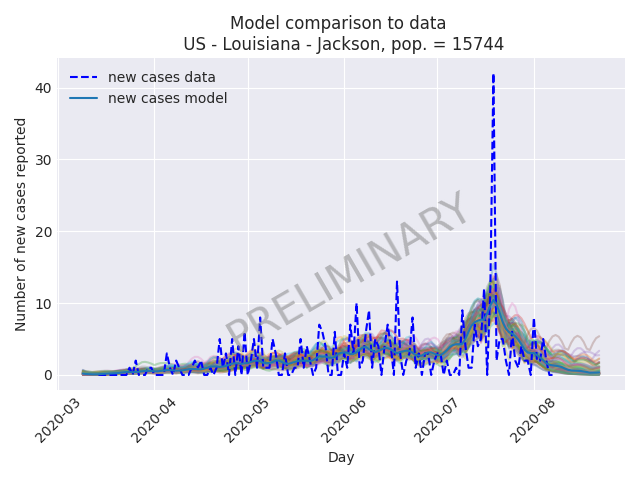 Model comparison to data
US - Louisiana - Jackson, pop. = 15744
new cases data
new cases model
Number of new cases reported
40
30
20
10
0
PRELIMINARY
2020-03
2020-04
2020-05
2020-06
2020-07
2020-08
Day